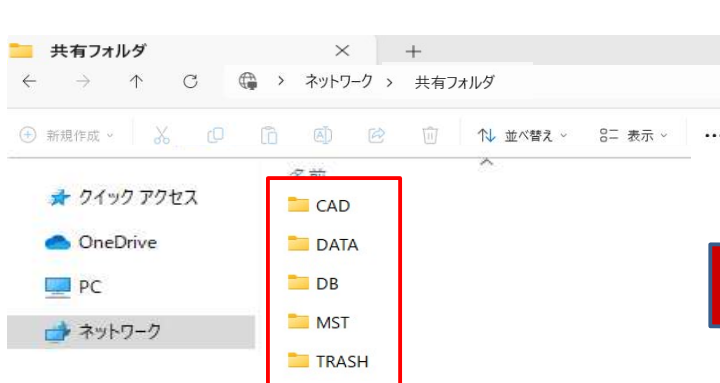 共有フォルダ
ネットワーク > 共有フォルダ
新規作成
並べ替え
表示
名前
クイック アクセス
OneDrive
PC
ネットワーク
CAD
DATA
DB
MST
TRASH